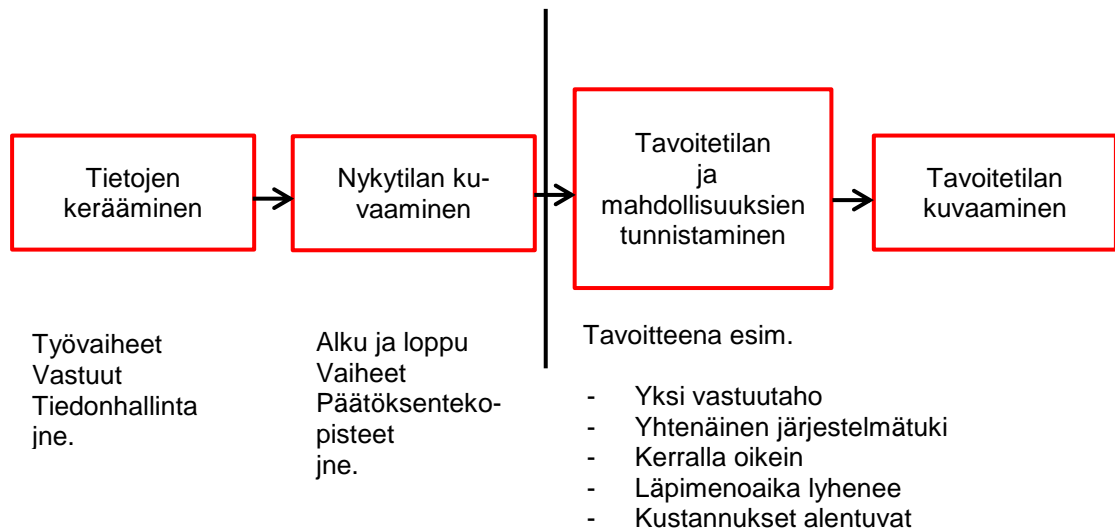 Tietojen
kerääminen
Nykytilan ku-
vaaminen
Tavoitetilan
ja
mahdollisuuksien
tunnistaminen
Tavoitetilan
kuvaaminen
Työvaiheet
Vastuut
Tiedonhallinta
jne.
Alku ja loppu
Vaiheet
Päätöksenteko-
pisteet
jne.
Tavoitteena esim.
- Yksi vastuutaho
- Yhtenäinen järjestelmätuki
- Kerralla oikein
- Läpimenoaika lyhenee
- Kustannukset alentuvat